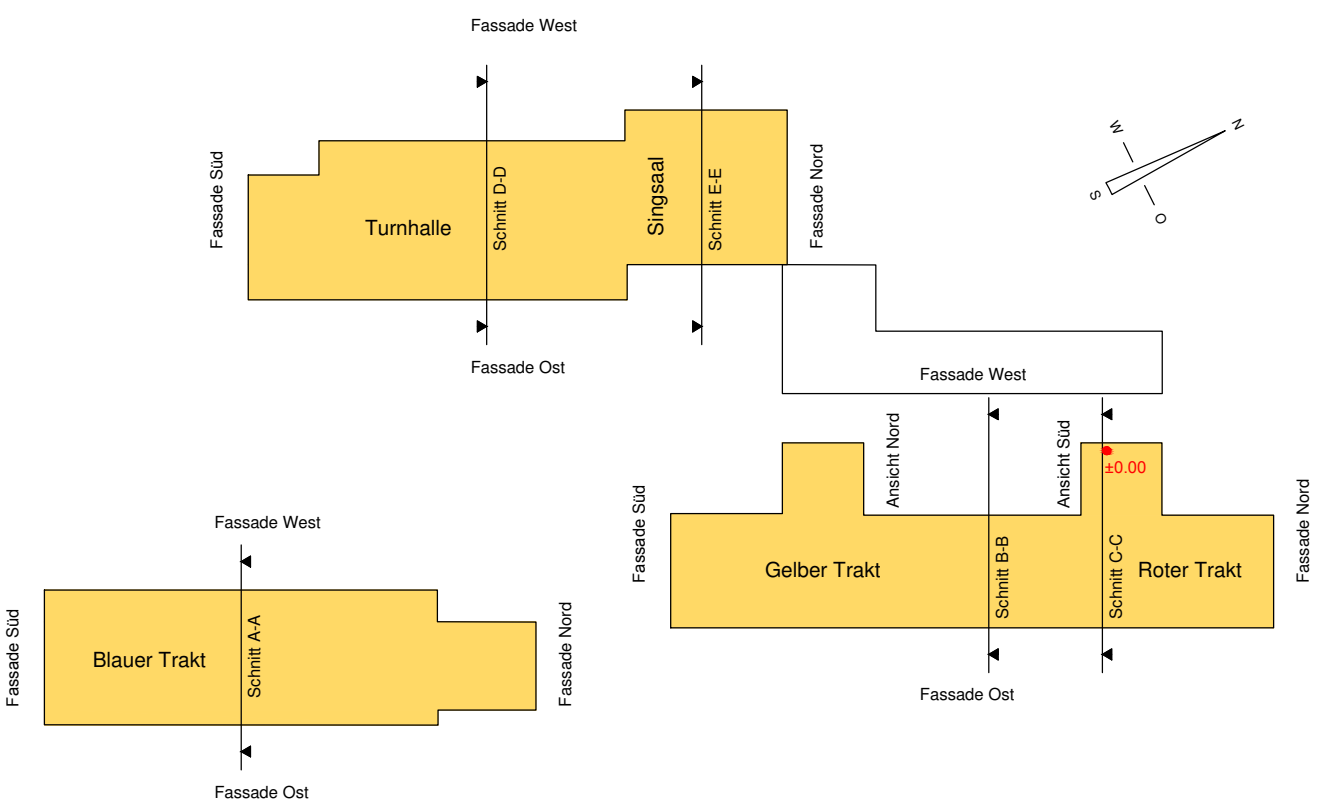 Fassade West
Fassade Süd
Turnhalle
Schnitt D-D
Singsaal
Schnitt E-E
Fassade Nord
Fassade Ost
N
W
S
O
Fassade West
Ansicht Nord
Ansicht Süd
±0.00
Fassade Süd
Gelber Trakt
Schnitt B-B
Schnitt C-C
Roter Trakt
Fassade Nord
Fassade Ost
Fassade West
Fassade Süd
Blauer Trakt
Schnitt A-A
Fassade Nord
Fassade Ost